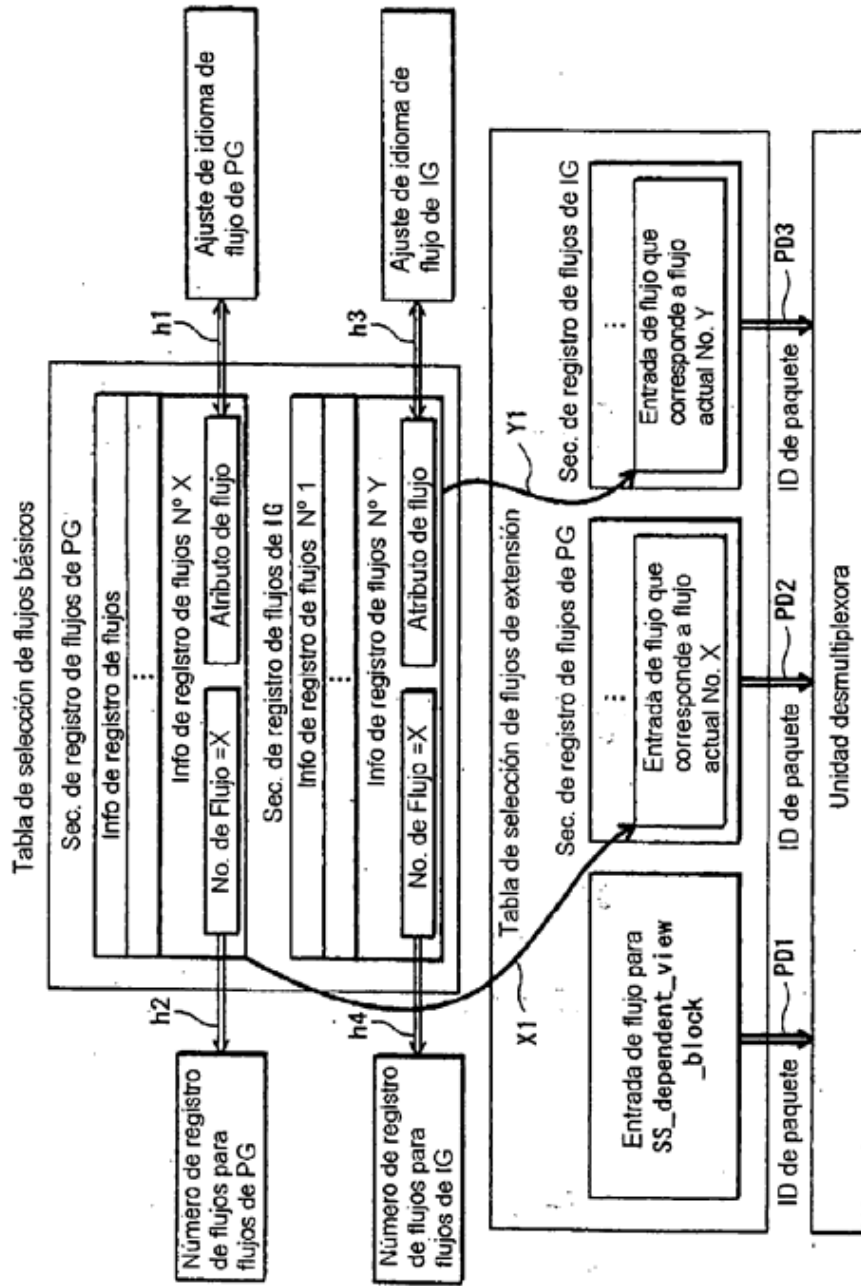 Tabla de selección de flujos básicos
Sec. de registro de flujos de PG
Info de registro de flujos
⋮
Info de registro de flujos Nº X
No. de Flujo =X
Atributo de flujo
Sec. de registro de flujos de IG
Info de registro de flujos Nº 1
⋮
Info de registro de flujos Nº Y
No. de Flujo =X
Atributo de flujo
h2
Número de registro
de flujos para
flujos de PG
h4
Número de registro
de flujos para
flujos de IG
h1
Ajuste de idioma de
flujo de PG
h3
Ajuste de idioma de
flujo de IG
X1
Y1
Tabla de selección de flujos de extensión
Entrada de flujo para
SS_dependent_view
_block
Sec. de registro de flujos de PG
⋮
Entrada de flujo que
corresponde a flujo
actual No. X
Sec. de registro de flujos de IG
⋮
Entrada de flujo que
corresponde a flujo
actual No. Y
ID de paquete
PD1
ID de paquete
PD2
ID de paquete
PD3
Unidad desmultiplexora